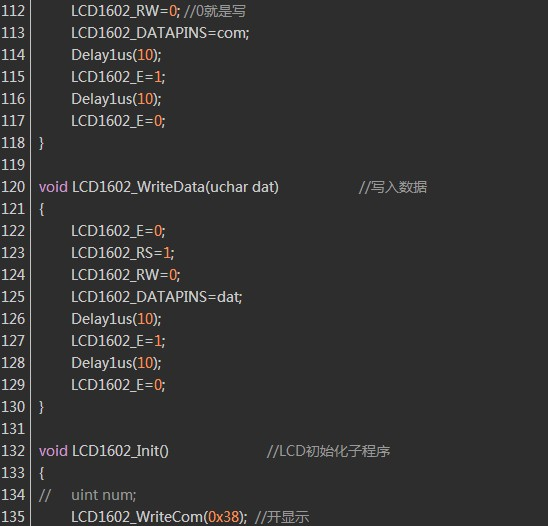 112 LCD1602_RW=0; //0就是写
113 LCD1602_DATAPINS=com;
114 Delay1us(10);
115 LCD1602_E=1;
116 Delay1us(10);
117 LCD1602_E=0;
118 }
119
120 void LCD1602_WriteData(uchar dat) //写入数据
121 {
122 LCD1602_E=0;
123 LCD1602_RS=1;
124 LCD1602_RW=0;
125 LCD1602_DATAPINS=dat;
126 Delay1us(10);
127 LCD1602_E=1;
128 Delay1us(10);
129 LCD1602_E=0;
130 }
131
132 void LCD1602_Init() //LCD初始化子程序
133 {
134 // uint num;
135 LCD1602_WriteCom(0x38); //开显示